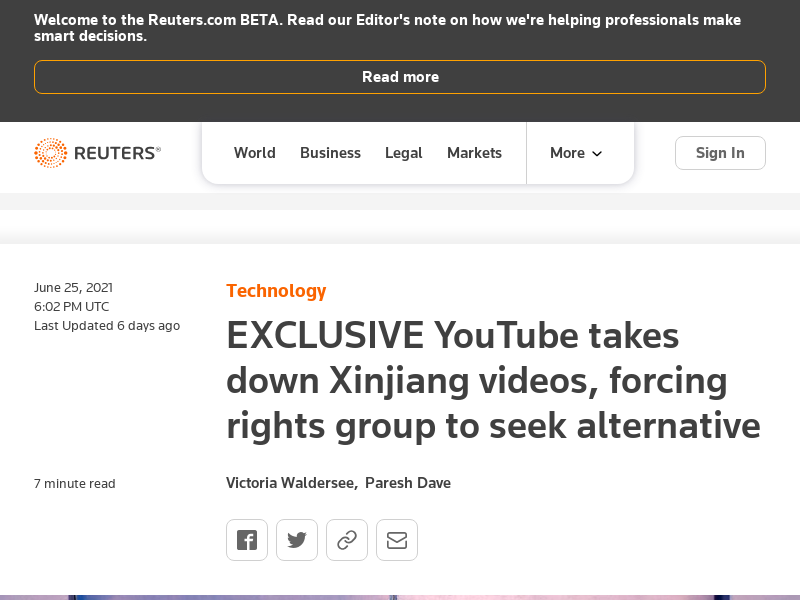 Welcome to the Reuters.com BETA. Read our Editor's note on how we're helping professionals make
smart decisions.
Read more
REUTERS®
World
Business
Legal
Markets
More
Sign In
June 25, 2021
6:02 PM UTC
Last Updated 6 days ago
Technology
EXCLUSIVE YouTube takes
down Xinjiang videos, forcing
rights group to seek alternative
7 minute read
Victoria Waldersee, Paresh Dave